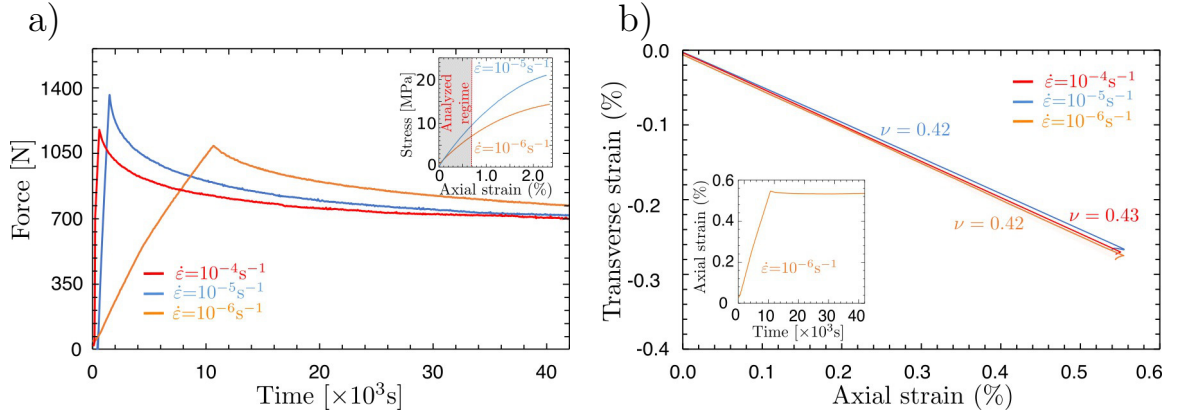 a)
Force [N]
1400
1050
700
350
0
0
10
20
30
40
Time [×10³s]
ε̇=10⁻⁴s⁻¹
ε̇=10⁻⁵s⁻¹
ε̇=10⁻⁶s⁻¹
Stress [MPa]
20
10
0
Analyzed
regime
ε̇=10⁻⁵s⁻¹
ε̇=10⁻⁶s⁻¹
0
1.0
2.0
Axial strain (%)
b)
Transverse strain (%)
0.0
-0.1
-0.2
-0.3
-0.4
0.0
0.1
0.2
0.3
0.4
0.5
0.6
Axial strain (%)
ε̇=10⁻⁴s⁻¹
ε̇=10⁻⁵s⁻¹
ε̇=10⁻⁶s⁻¹
ν = 0.42
ν = 0.43
ν = 0.42
Axial strain (%)
0.6
0.4
0.2
0
ε̇=10⁻⁶s⁻¹
0
10
20
30
40
Time [×10³s]